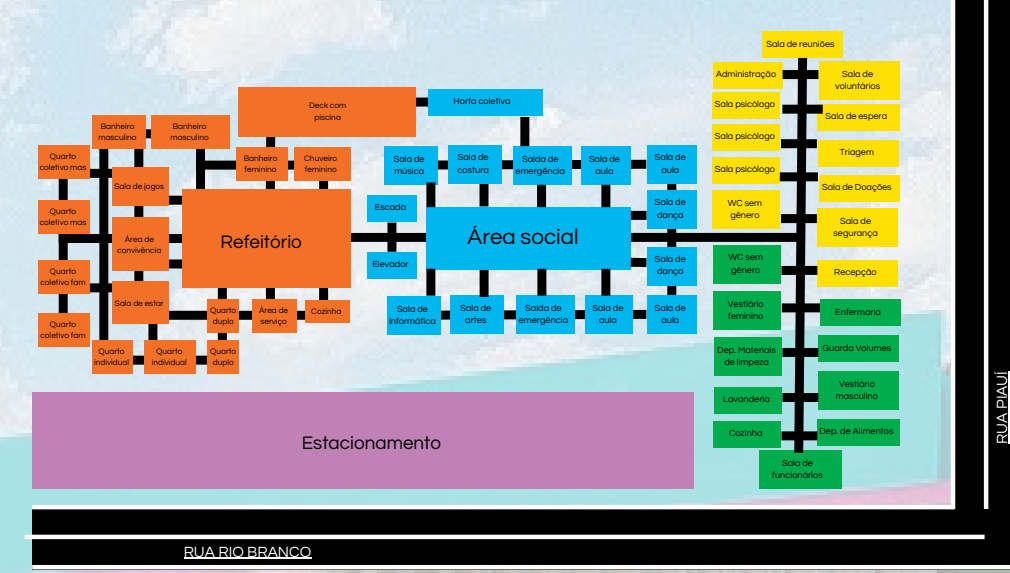 Sala de reuniões
Administração
Sala de
voluntários
Sala psicólogo
Sala de espera
Sala psicólogo
Triagem
Sala psicólogo
Sala de Doações
WC sem
gênero
Sala de
segurança
WC sem
gênero
Recepção
Vestiário
feminino
Enfermaria
Dep. Materiais
de limpeza
Guarda Volumes
Lavanderia
Vestiário
masculino
Cozinha
Dep. de Alimentos
Sala de
funcionários
Deck com
piscina
Horta coletiva
Sala de
música
Sala de
costura
Saida de
emergência
Sala de
aula
Sala de
aula
Escada
Elevador
Área social
Sala de
dança
Sala de
dança
Sala de
informática
Sala de
artes
Saida de
emergência
Sala de
aula
Sala de
aula
Banheiro
masculino
Banheiro
masculino
Quarto
coletivo mas
Sala de jogos
Banheiro
feminino
Chuveiro
feminino
Quarto
coletivo mas
Área de
convivência
Refeitório
Quarto
coletivo fam
Sala de estar
Quarto
coletivo fam
Quarto
duplo
Área de
serviço
Cozinha
Quarto
individual
Quarto
individual
Quarto
duplo
Estacionamento
RUA RIO BRANCO
RUA PIAUÍ